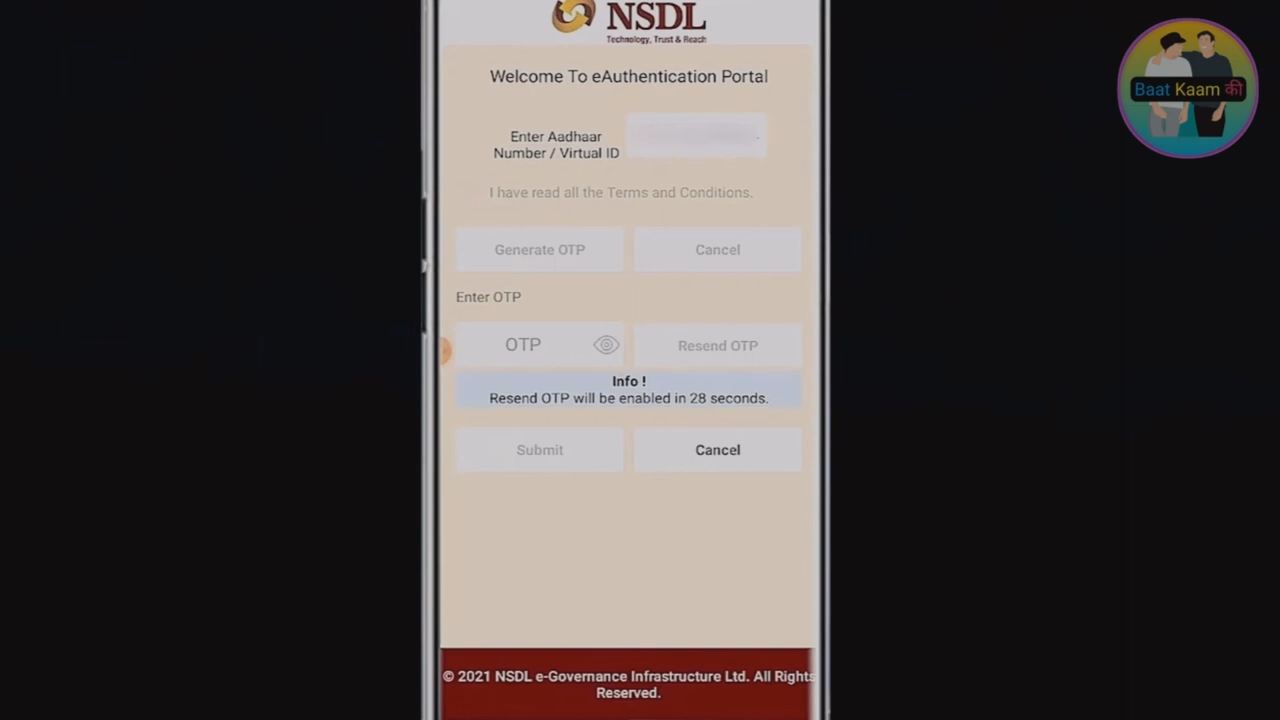 NSDL
Technology, Trust & Reach
Welcome To eAuthentication Portal
Enter Aadhaar
Number / Virtual ID
I have read all the Terms and Conditions.
Generate OTP
Cancel
Enter OTP
OTP
Resend OTP
Info !
Resend OTP will be enabled in 28 seconds.
Submit
Cancel
© 2021 NSDL e-Governance Infrastructure Ltd. All Rights
Reserved.
Baat Kaam की